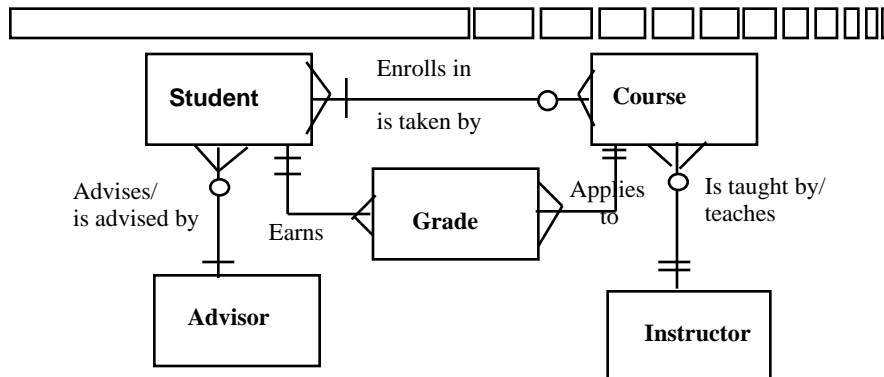 Enrolls in
Student
Course
is taken by
Advises/
is advised by
Applies
to
Is taught by/
teaches
Earns
Grade
Advisor
Instructor